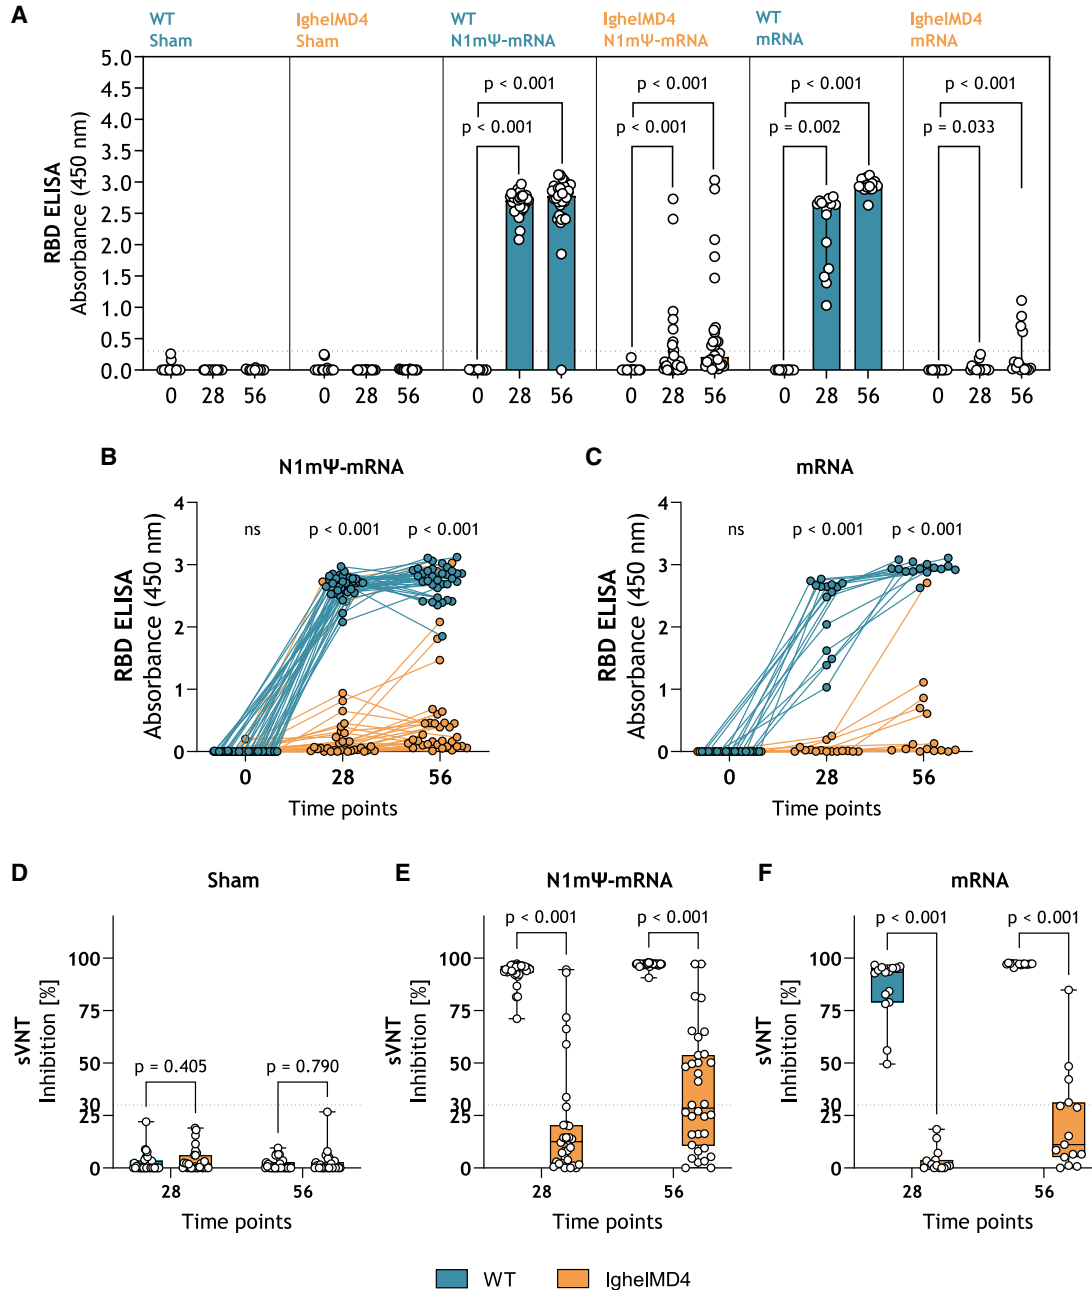 A
WT
Sham
IghelMD4
Sham
WT
N1mΨ-mRNA
IghelMD4
N1mΨ-mRNA
WT
mRNA
IghelMD4
mRNA
RBD ELISA
Absorbance (450 nm)
5.0
4.5
4.0
3.5
3.0
2.5
2.0
1.5
1.0
0.5
0.0
p < 0.001
p < 0.001
p < 0.001
p < 0.001
p < 0.001
p = 0.002
p < 0.001
p = 0.033
0 28 56 0 28 56 0 28 56 0 28 56 0 28 56 0 28 56
B
N1mΨ-mRNA
RBD ELISA
Absorbance (450 nm)
4
3
2
1
0
ns p < 0.001 p < 0.001
0 28 56
Time points
C
mRNA
RBD ELISA
Absorbance (450 nm)
4
3
2
1
0
ns p < 0.001 p < 0.001
0 28 56
Time points
D
Sham
sVNT
Inhibition [%]
100
75
50
30
25
0
p = 0.405 p = 0.790
28 56
Time points
E
N1mΨ-mRNA
sVNT
Inhibition [%]
100
75
50
30
25
0
p < 0.001 p < 0.001
28 56
Time points
F
mRNA
sVNT
Inhibition [%]
100
75
50
30
25
0
p < 0.001 p < 0.001
28 56
Time points
WT IghelMD4